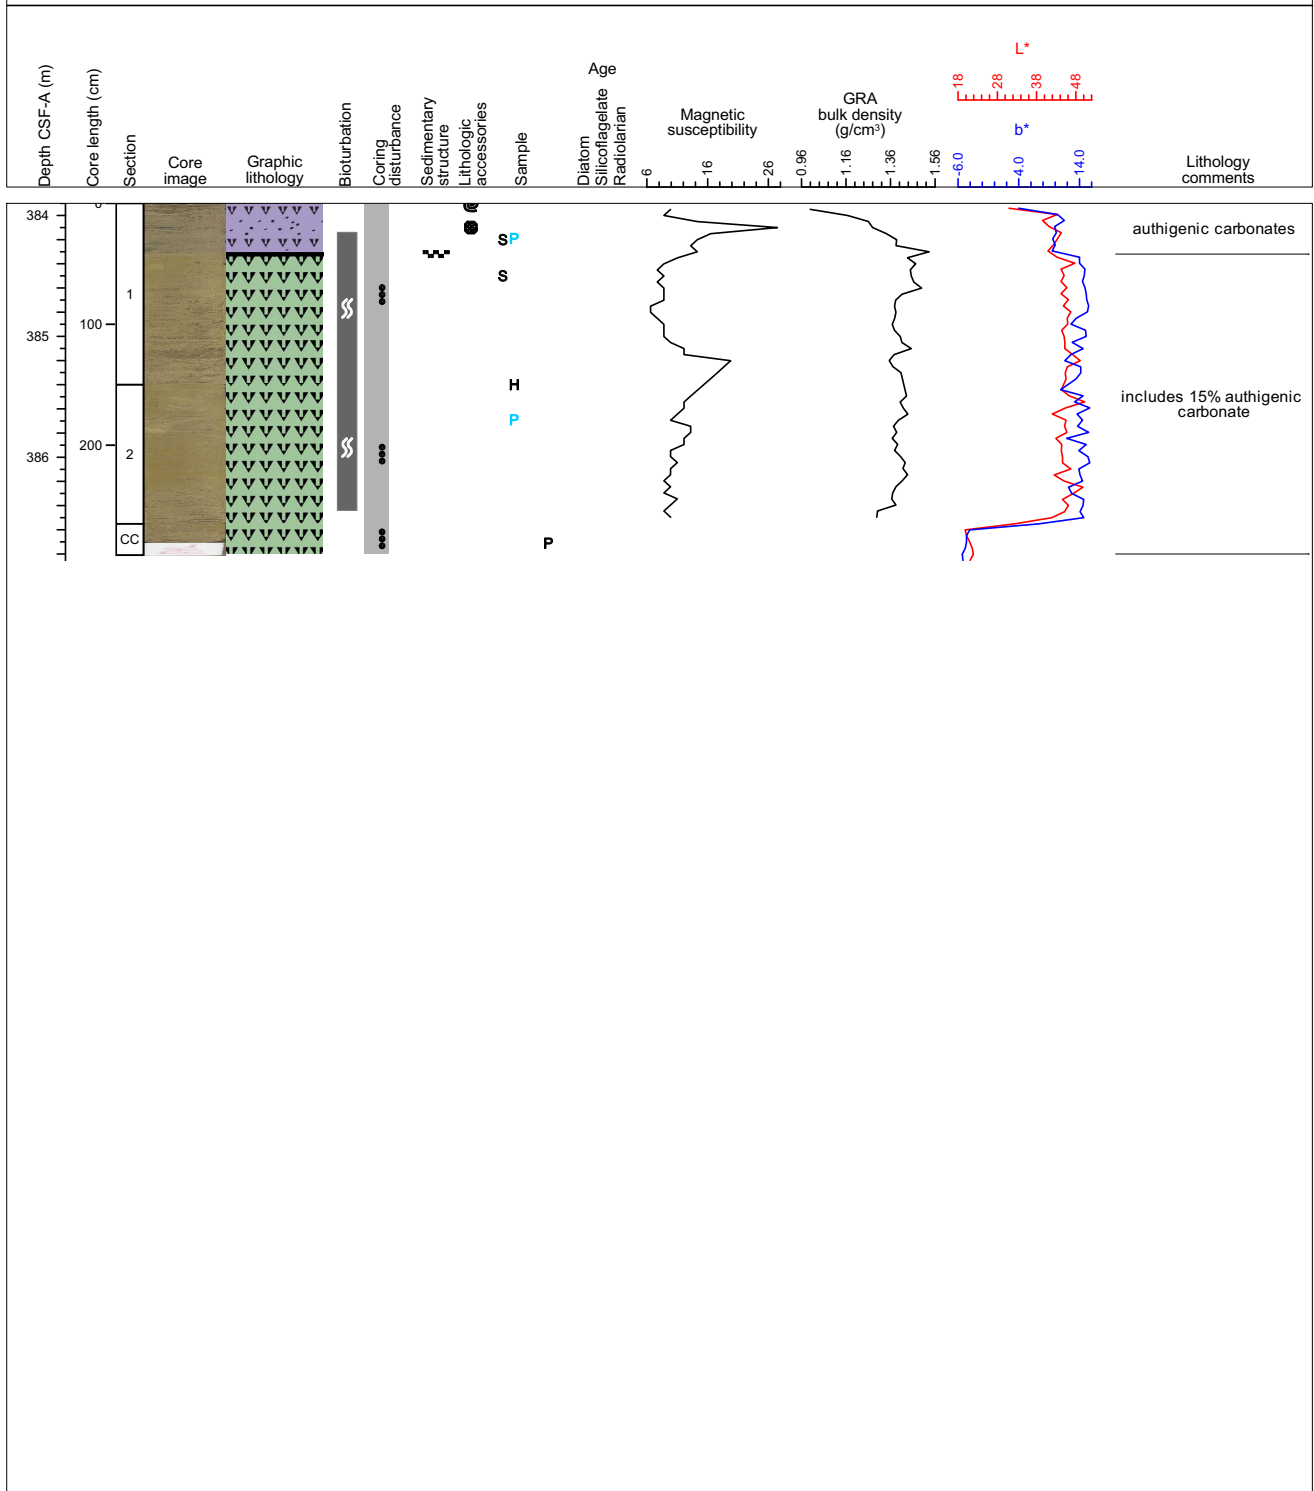 Depth CSF-A (m)
Core length (cm)
Section
Core
image
Graphic
lithology
Bioturbation
Coring
disturbance
Sedimentary
structure
Lithologic
accessories
Sample
Age
Diatom
Silicoflagelate
Radiolarian
Magnetic
susceptibility
6 16 26
GRA
bulk density
(g/cm³)
0.96 1.16 1.36 1.56
L*
18 28 38 48
b*
-6.0 -4.0 14.0
Lithology
comments
384
385
386
0
100
200
1
2
CC
S P
S
H
P
P
authigenic carbonates
includes 15% authigenic
carbonate